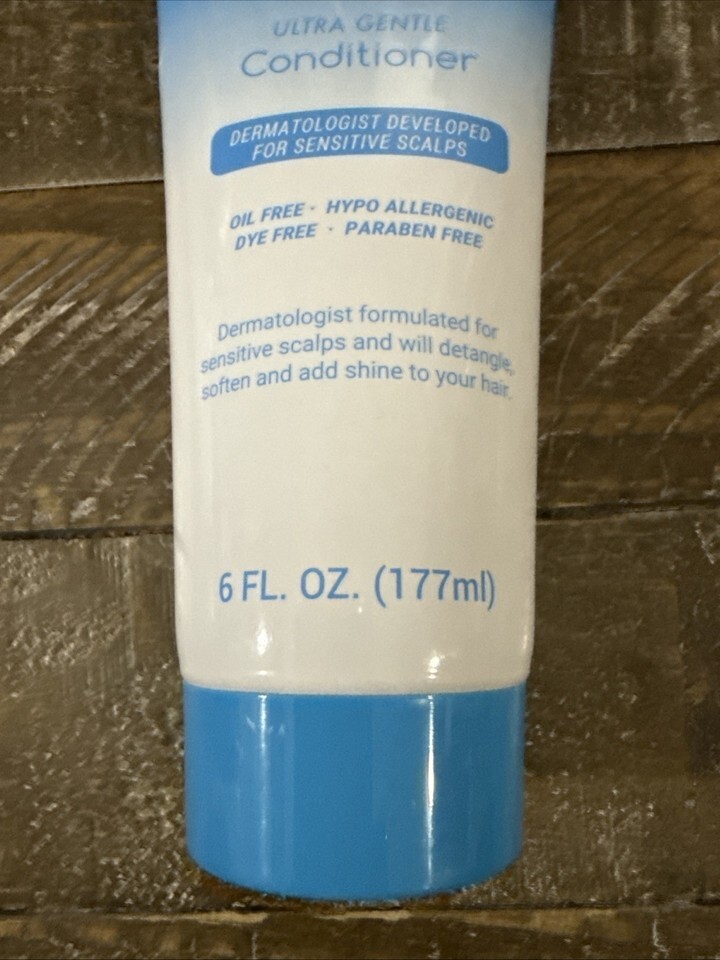 ULTRA GENTLE
Conditioner
DERMATOLOGIST DEVELOPED
FOR SENSITIVE SCALPS
OIL FREE · HYPO ALLERGENIC
DYE FREE · PARABEN FREE
Dermatologist formulated for
sensitive scalps and will detangle,
soften and add shine to your hair.
6 FL. OZ. (177ml)